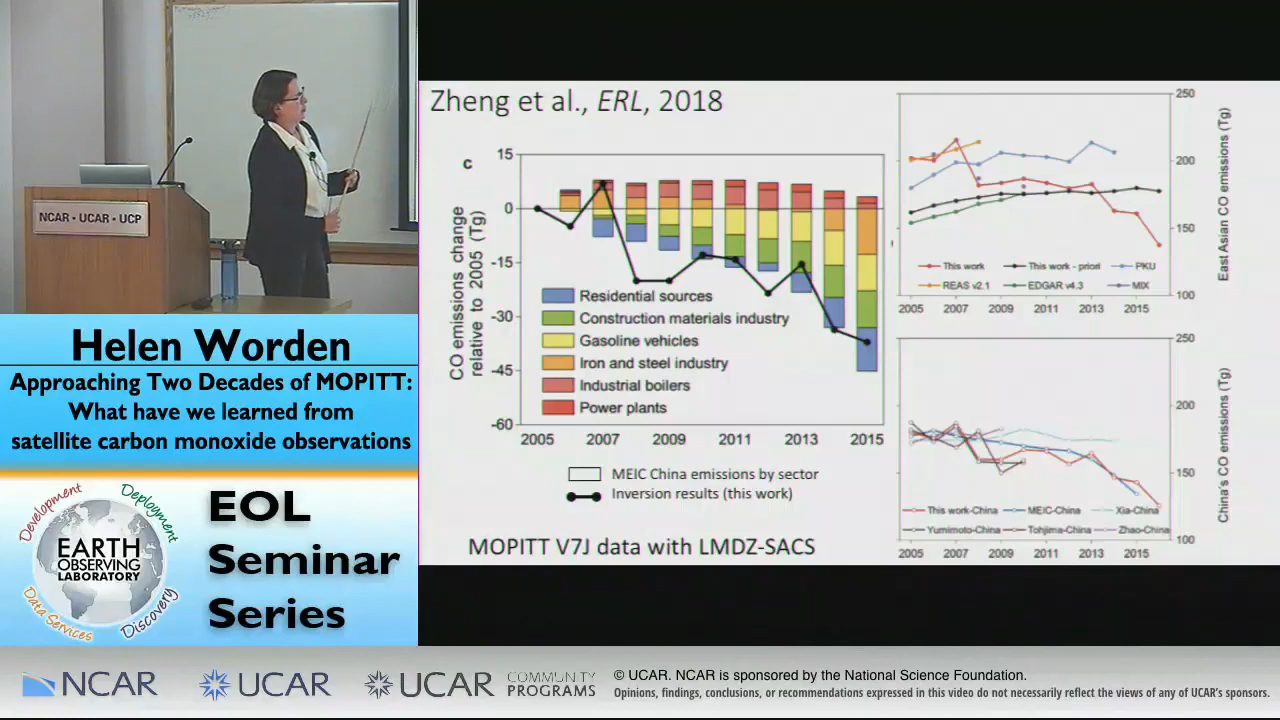 NCAR • UCAR • UCP
Helen Worden
Approaching Two Decades of MOPITT:
What have we learned from
satellite carbon monoxide observations
Development
Deployment
EARTH
OBSERVING
LABORATORY
Data Services
Discovery
EOL
Seminar
Series
Zheng et al., ERL, 2018
c
CO emissions change
relative to 2005 (Tg)
15
0
-15
-30
-45
-60
Residential sources
Construction materials industry
Gasoline vehicles
Iron and steel industry
Industrial boilers
Power plants
2005 2007 2009 2011 2013 2015
MEIC China emissions by sector
Inversion results (this work)
MOPITT V7J data with LMDZ-SACS
250
200
150
100
East Asian CO emissions (Tg)
This work This work - priori PKU
REAS v2.1 EDGAR v4.3 MIX
2005 2007 2009 2011 2013 2015
250
200
150
100
China's CO emissions (Tg)
This work-China MEIC-China Xia-China
Yumimoto-China Tohjima-China Zhao-China
2005 2007 2009 2011 2013 2015
NCAR UCAR UCAR COMMUNITY PROGRAMS
© UCAR. NCAR is sponsored by the National Science Foundation.
Opinions, findings, conclusions, or recommendations expressed in this video do not necessarily reflect the views of any of UCAR's sponsors.